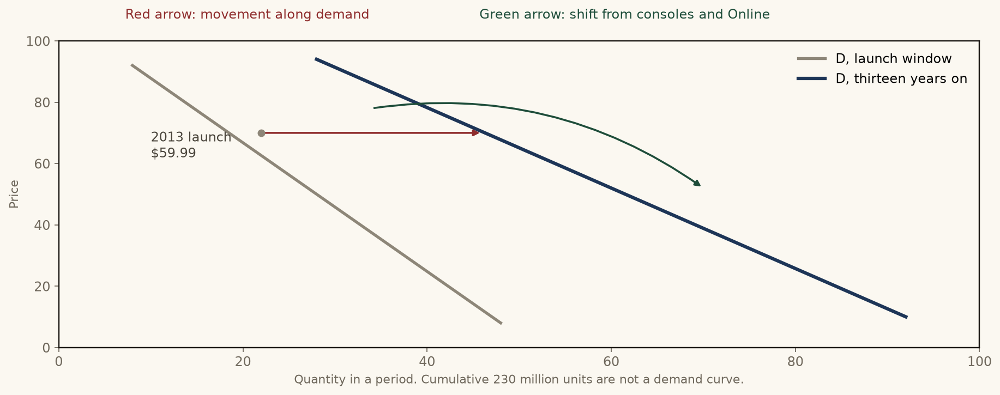 Red arrow: movement along demand
Green arrow: shift from consoles and Online
D, launch window
D, thirteen years on
2013 launch
$59.99
Price
100
80
60
40
20
0
0
20
40
60
80
100
Quantity in a period. Cumulative 230 million units are not a demand curve.